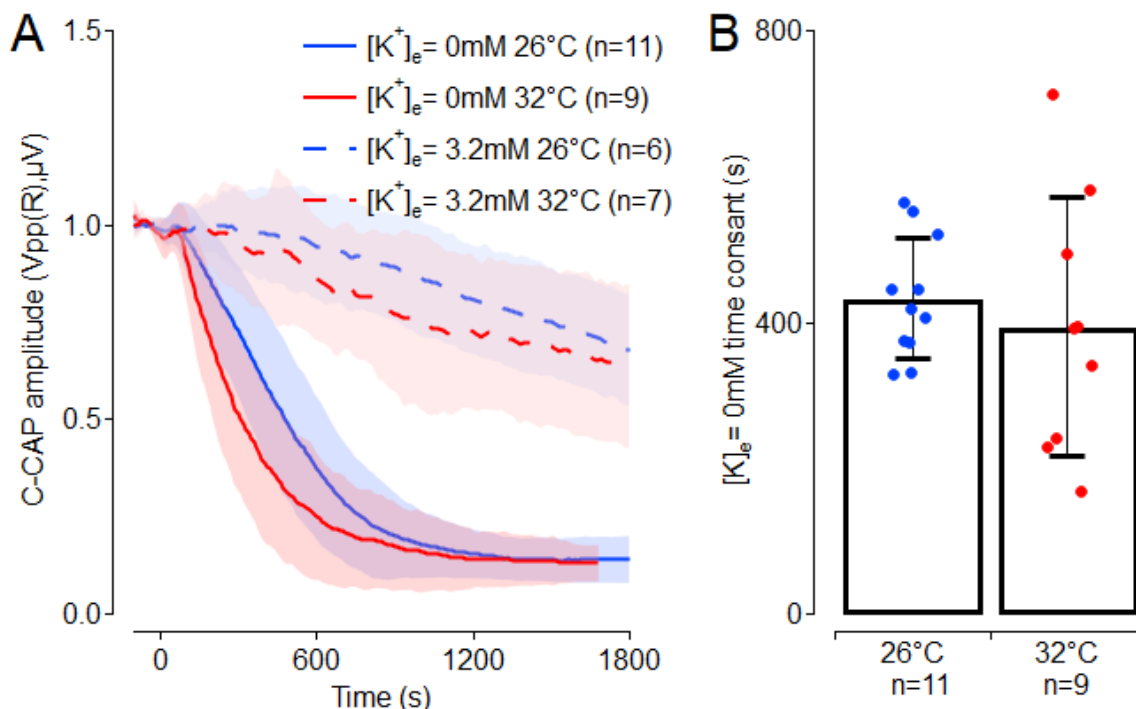 A
1.5
1.0
0.5
0.0
C-CAP amplitude (Vpp(R),µV)
[K⁺]ₑ= 0mM 26°C (n=11)
[K⁺]ₑ= 0mM 32°C (n=9)
[K⁺]ₑ= 3.2mM 26°C (n=6)
[K⁺]ₑ= 3.2mM 32°C (n=7)
0 600 1200 1800
Time (s)
B
800
400
0
[K]ₑ = 0mM time consant (s)
26°C 32°C
n=11 n=9